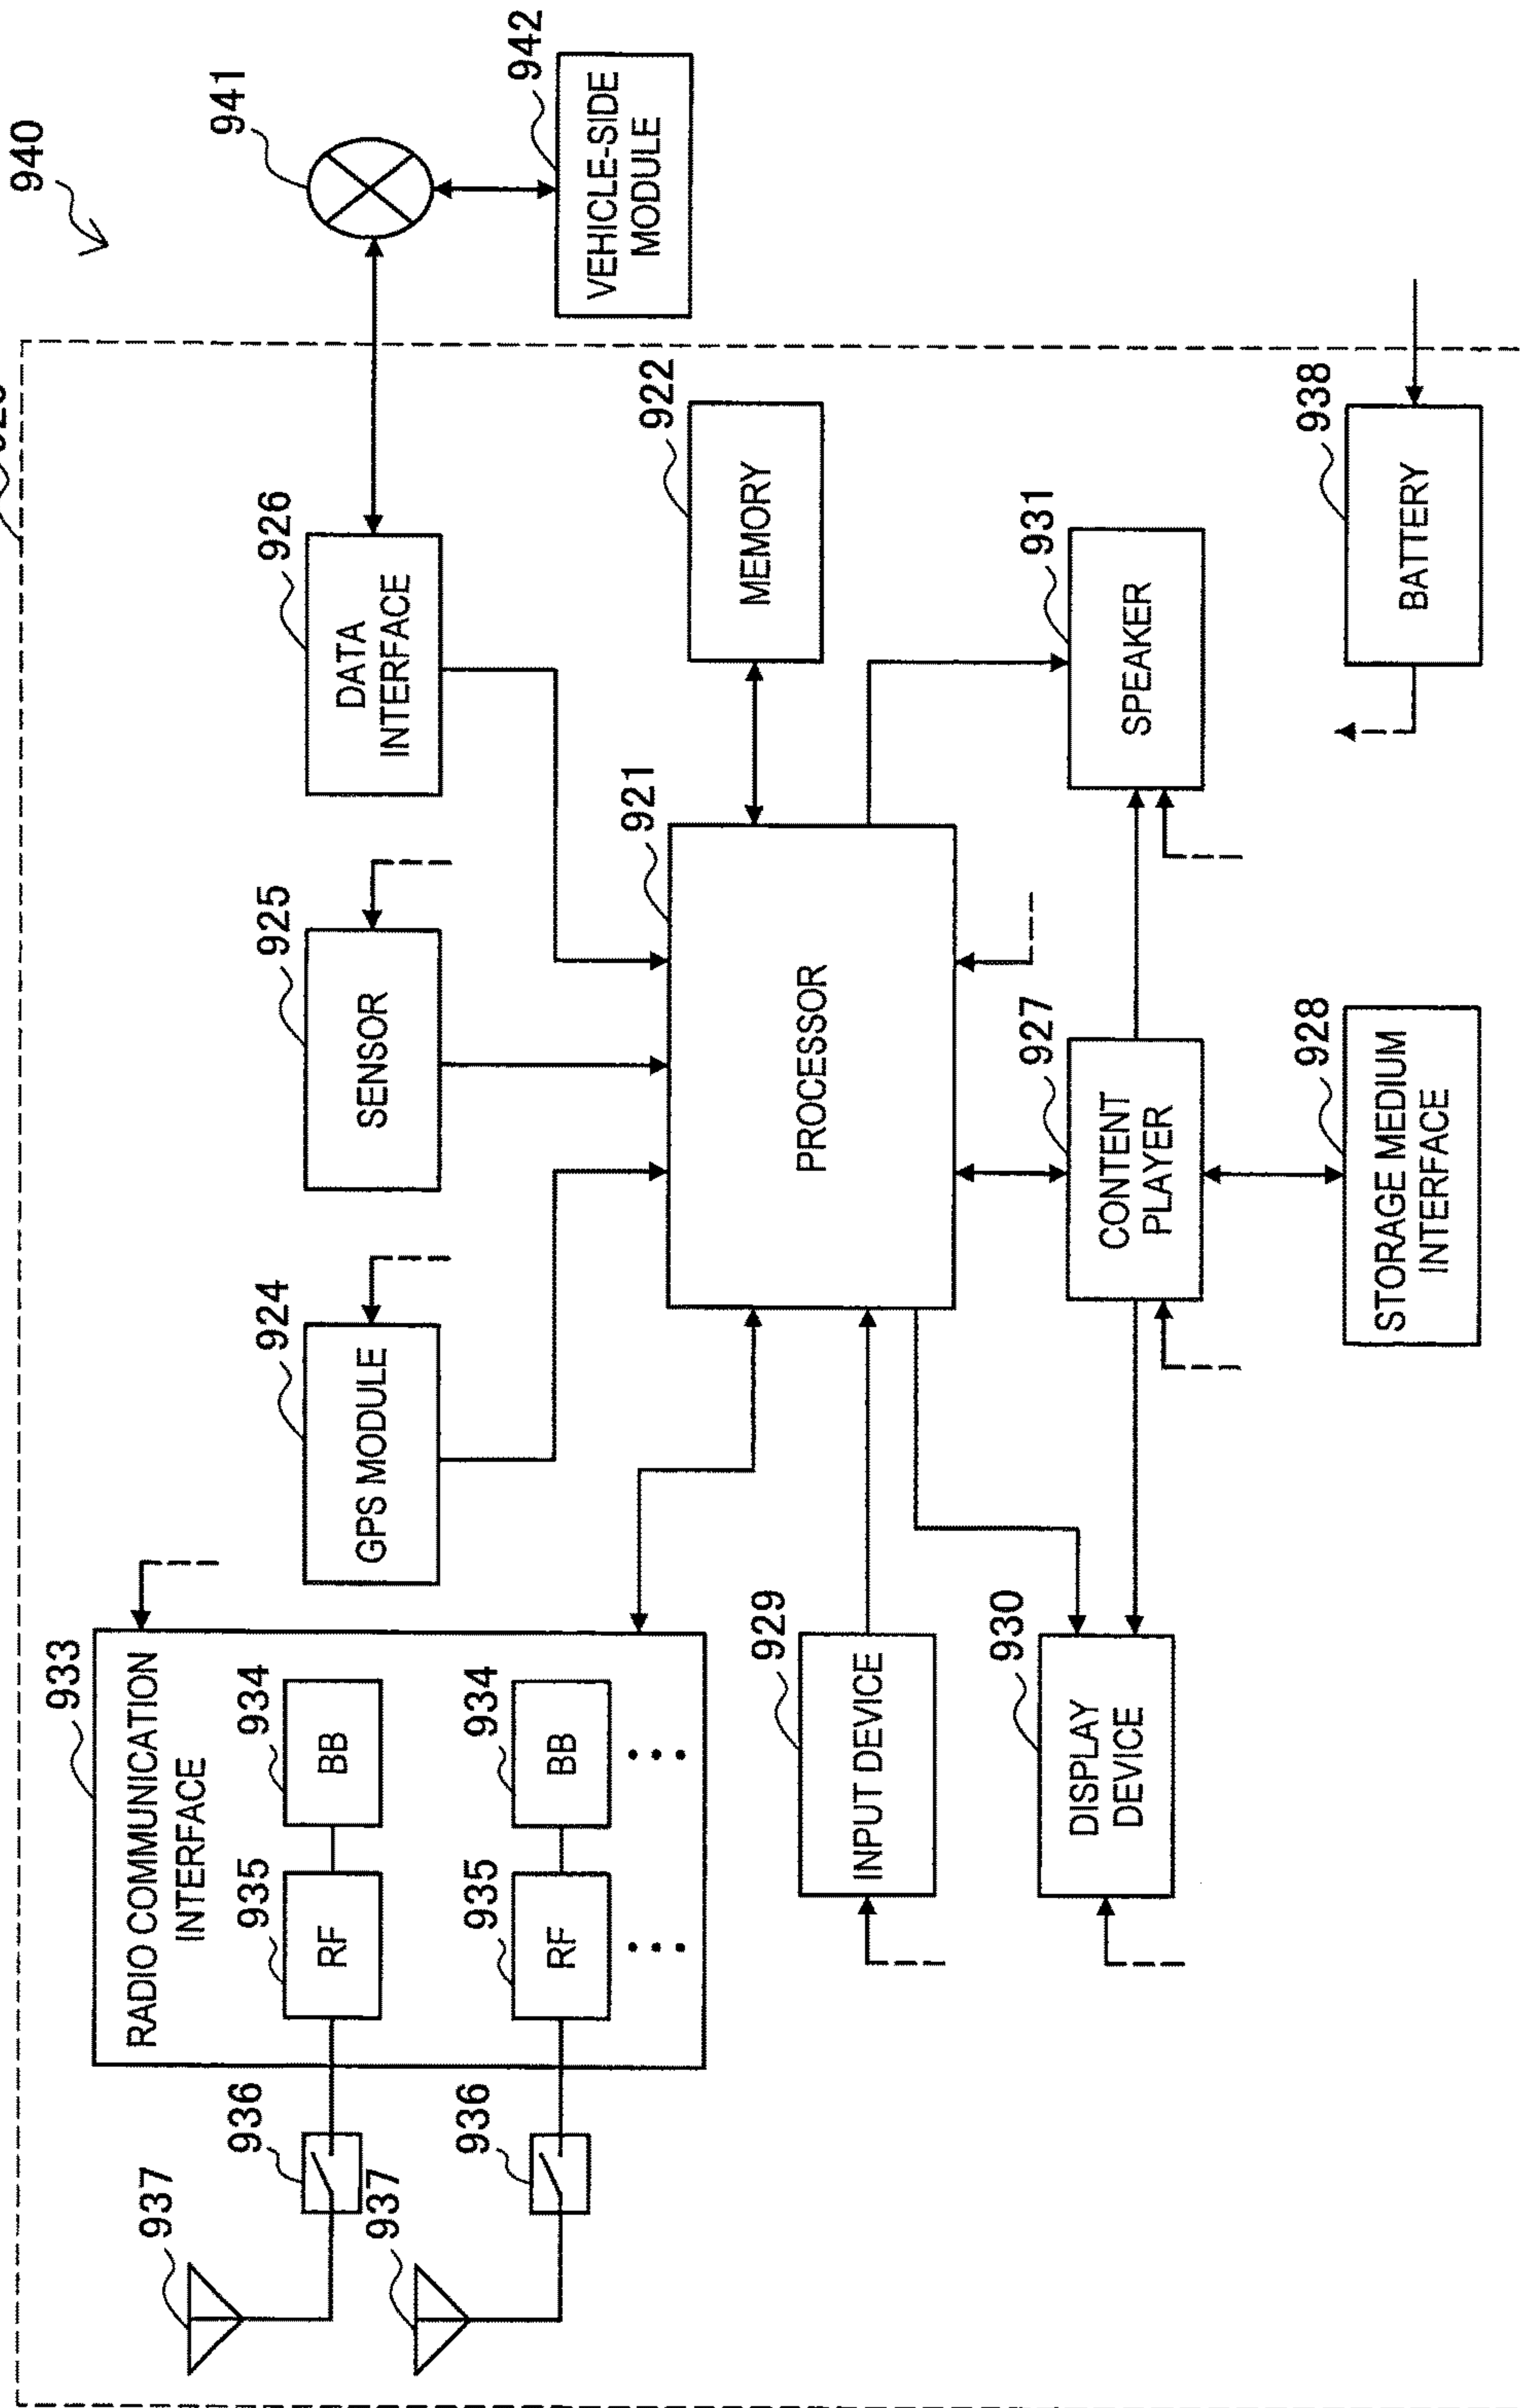 940
933
RADIO COMMUNICATION
INTERFACE
937
936
935
RF
934
BB
937
936
935
RF
934
BB
924
GPS MODULE
925
SENSOR
926
DATA
INTERFACE
941
942
VEHICLE-SIDE
MODULE
921
PROCESSOR
922
MEMORY
929
INPUT DEVICE
930
DISPLAY
DEVICE
927
CONTENT
PLAYER
931
SPEAKER
928
STORAGE MEDIUM
INTERFACE
938
BATTERY